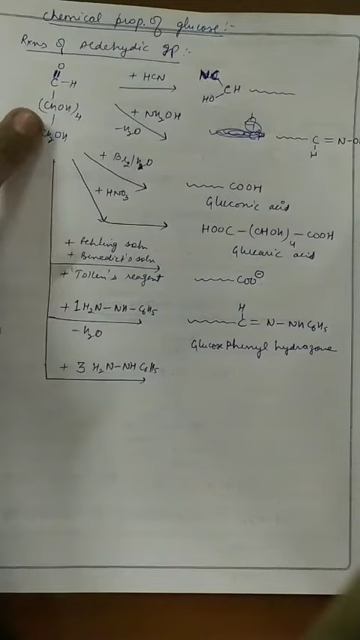 chemical prop. of glucose :-
Rxns of aldehydic gp :-
O
C – H
(CHOH)4
CH2OH
+ HCN
NC
CH
HO
+ NH2OH
– H2O
C = N – O
H
+ Br2/H2O
COOH
Gluconic acid
+ HNO3
HOOC – (CHOH)4 – COOH
Glucaric acid
+ Fehling soln
+ Benedict's soln
+ Tollen's reagent
COO⊖
+ 1 H2N – NH – C6H5
– H2O
H
C = N – NHC6H5
Glucose Phenyl hydrazone
+ 3 H2N – NH C6H5